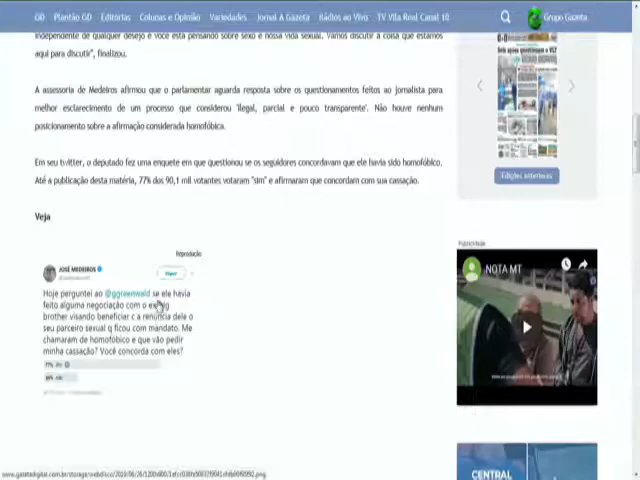 GD Plantão GD Editorias Colunas e Opinião Variedades Jornal A Gazeta Rádios ao Vivo TV Vila Real Canal 10 Grupo Gazeta
independente de qualquer desejo e você está pensando sobre sexo e nossa vida sexual. Vamos discutir a coisa que estamos
aqui para discutir", finalizou.
A assessoria de Medeiros afirmou que o parlamentar aguarda resposta sobre os questionamentos feitos ao jornalista para
melhor esclarecimento de um processo que considerou 'ilegal, parcial e pouco transparente'. Não houve nenhum
posicionamento sobre a afirmação considerada homofóbica.
Em seu twitter, o deputado fez uma enquete em que questionou se os seguidores concordavam que ele havia sido homofóbico.
Até a publicação desta matéria, 77% dos 90,1 mil votantes votaram "sim" e afirmaram que concordam com sua cassação.
Veja
Reprodução
JOSÉ MEDEIROS
Seguir
Hoje perguntei ao @ggreenwald se ele havia
feito alguma negociação com o ex
brother visando beneficiar c a renúncia dele o
seu parceiro sexual q ficou com mandato. Me
chamaram de homofóbico e que vão pedir
minha cassação? Você concorda com eles?
77%
Edições anteriores
Publicidade
NOTA MT
CENTRAL